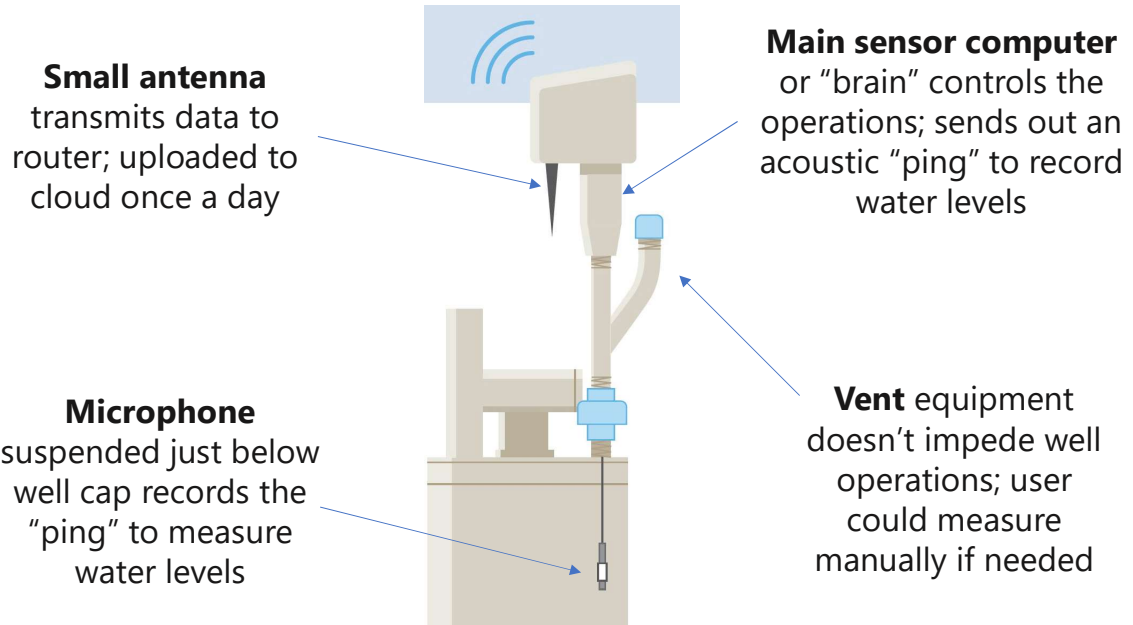 Small antenna
transmits data to
router; uploaded to
cloud once a day
Main sensor computer
or “brain” controls the
operations; sends out an
acoustic “ping” to record
water levels
Microphone
suspended just below
well cap records the
“ping” to measure
water levels
Vent equipment
doesn’t impede well
operations; user
could measure
manually if needed